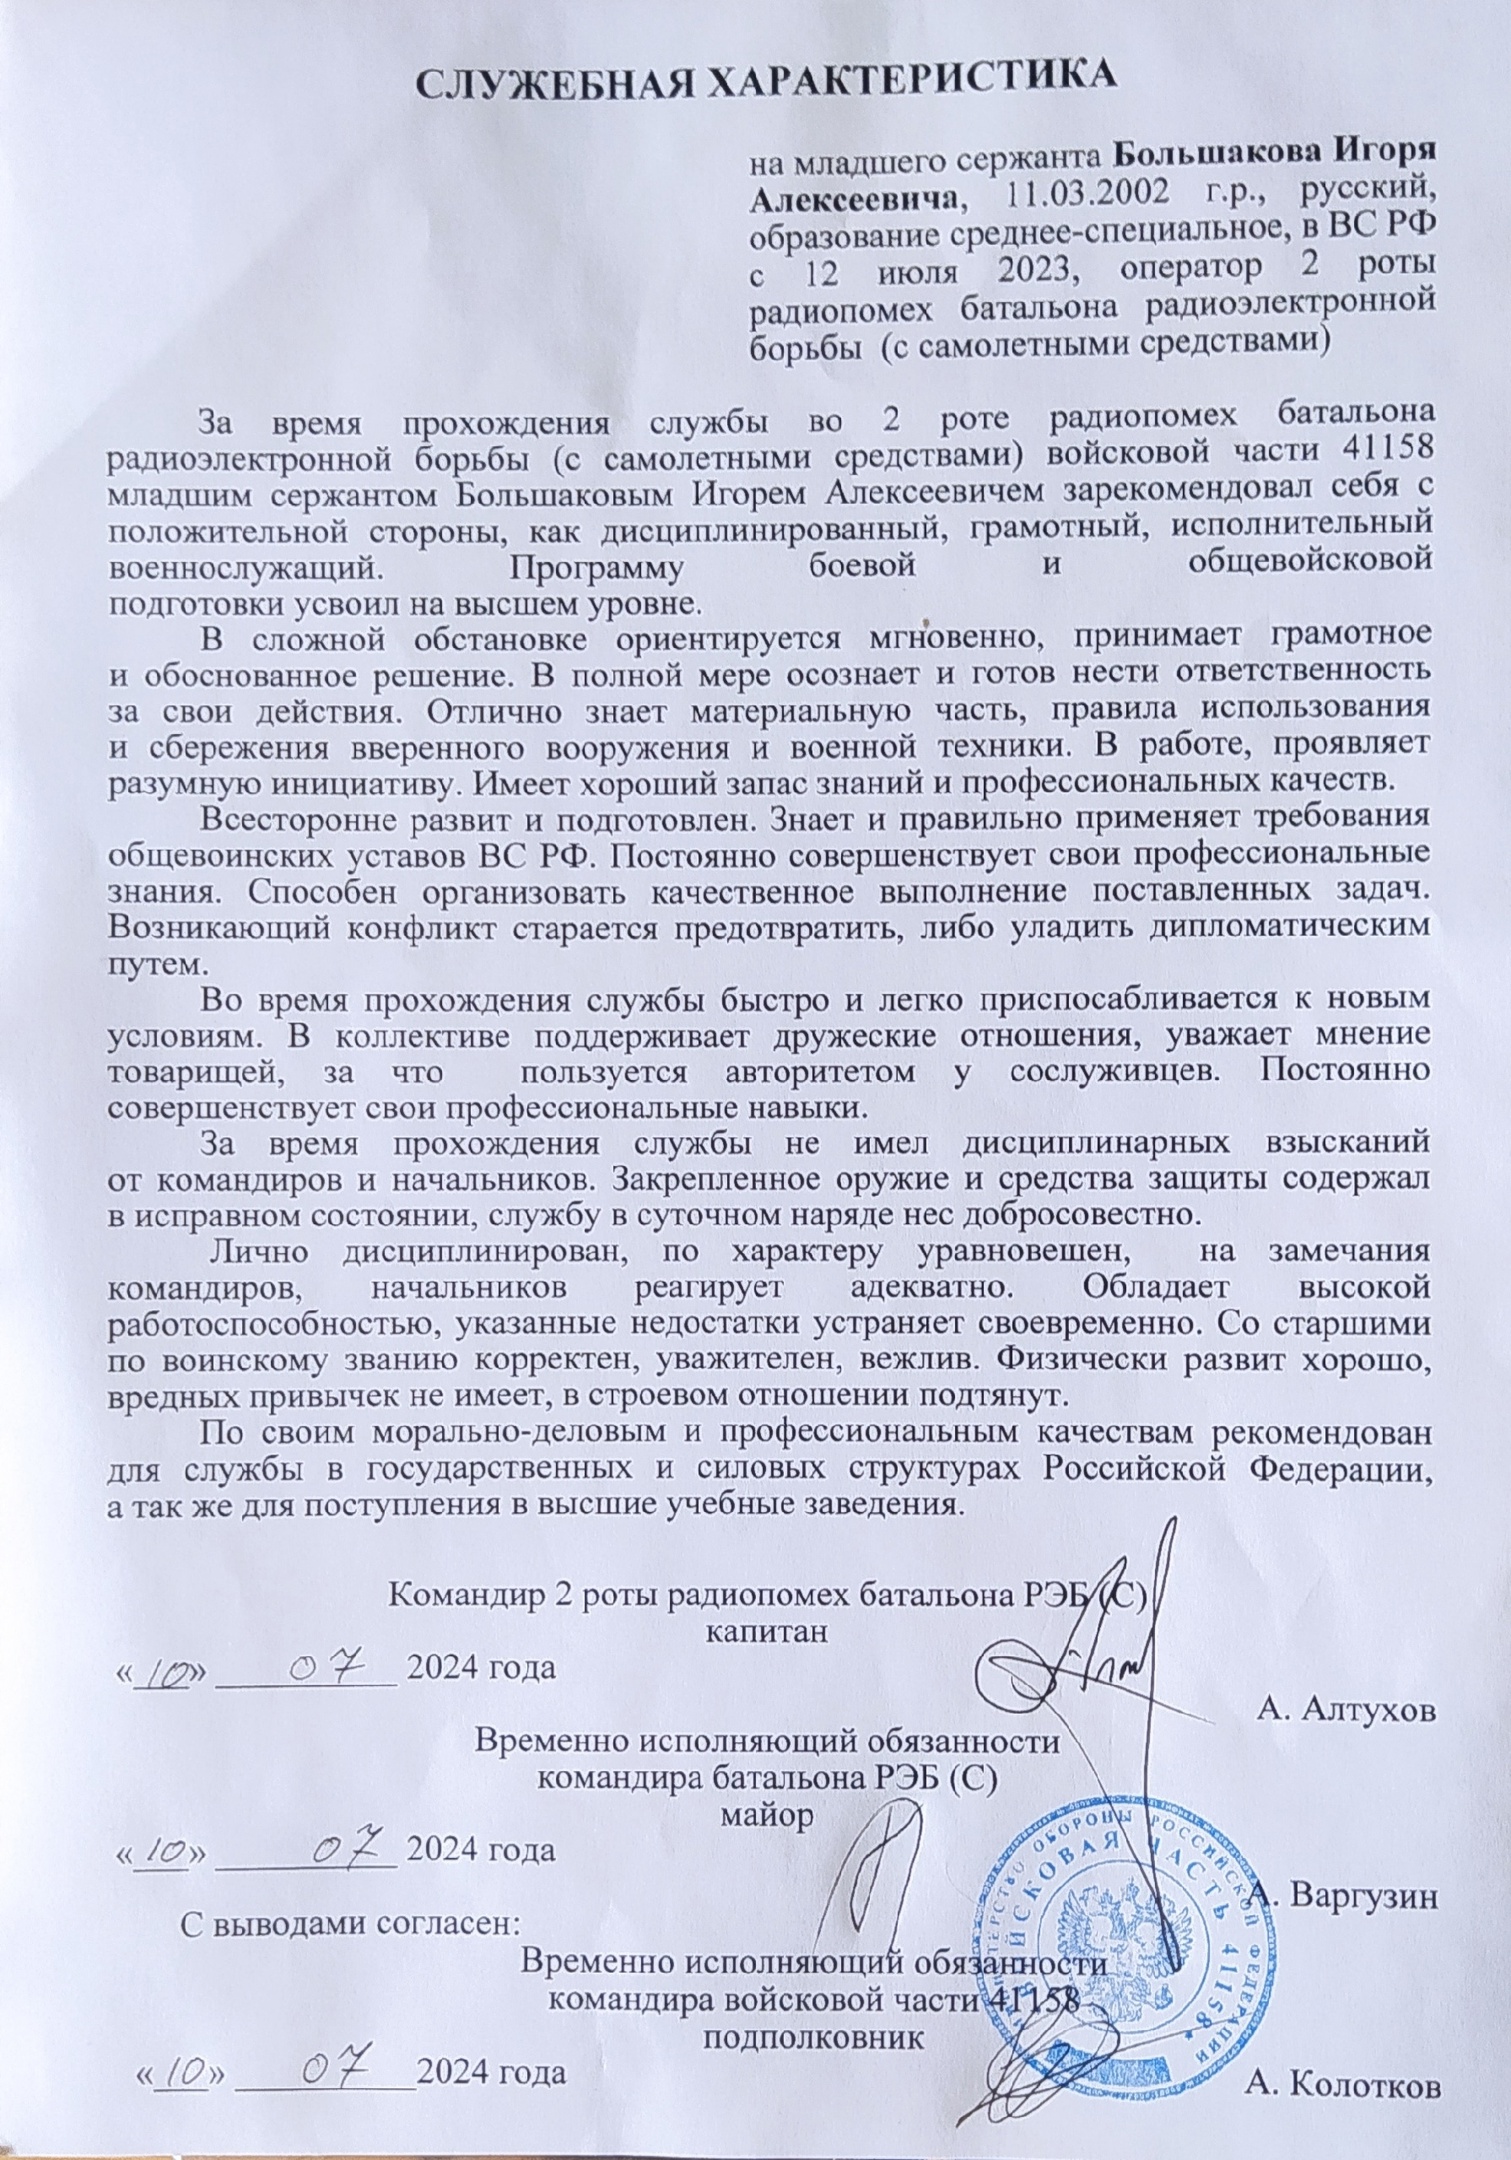 СЛУЖЕБНАЯ ХАРАКТЕРИСТИКА
на младшего сержанта Большакова Игоря
Алексеевича, 11.03.2002 г.р., русский,
образование среднее-специальное, в ВС РФ
с 12 июля 2023, оператор 2 роты
радиопомех батальона радиоэлектронной
борьбы (с самолетными средствами)
За время прохождения службы во 2 роте радиопомех батальона
радиоэлектронной борьбы (с самолетными средствами) войсковой части 41158
младшим сержантом Большаковым Игорем Алексеевичем зарекомендовал себя с
положительной стороны, как дисциплинированный, грамотный, исполнительный
военнослужащий. Программу боевой и общевойсковой
подготовки усвоил на высшем уровне.
В сложной обстановке ориентируется мгновенно, принимает грамотное
и обоснованное решение. В полной мере осознает и готов нести ответственность
за свои действия. Отлично знает материальную часть, правила использования
и сбережения вверенного вооружения и военной техники. В работе, проявляет
разумную инициативу. Имеет хороший запас знаний и профессиональных качеств.
Всесторонне развит и подготовлен. Знает и правильно применяет требования
общевоинских уставов ВС РФ. Постоянно совершенствует свои профессиональные
знания. Способен организовать качественное выполнение поставленных задач.
Возникающий конфликт старается предотвратить, либо уладить дипломатическим
путем.
Во время прохождения службы быстро и легко приспосабливается к новым
условиям. В коллективе поддерживает дружеские отношения, уважает мнение
товарищей, за что пользуется авторитетом у сослуживцев. Постоянно
совершенствует свои профессиональные навыки.
За время прохождения службы не имел дисциплинарных взысканий
от командиров и начальников. Закрепленное оружие и средства защиты содержал
в исправном состоянии, службу в суточном наряде нес добросовестно.
Лично дисциплинирован, по характеру уравновешен, на замечания
командиров, начальников реагирует адекватно. Обладает высокой
работоспособностью, указанные недостатки устраняет своевременно. Со старшими
по воинскому званию корректен, уважителен, вежлив. Физически развит хорошо,
вредных привычек не имеет, в строевом отношении подтянут.
По своим морально-деловым и профессиональным качествам рекомендован
для службы в государственных и силовых структурах Российской Федерации,
а так же для поступления в высшие учебные заведения.
Командир 2 роты радиопомех батальона РЭБ (С)
капитан
«10» 07 2024 года
А. Алтухов
Временно исполняющий обязанности
командира батальона РЭБ (С)
майор
«10» 07 2024 года
А. Варгузин
С выводами согласен:
Временно исполняющий обязанности
командира войсковой части 41158
подполковник
«10» 07 2024 года
А. Колотков
МИНИСТЕРСТВО ОБОРОНЫ РОССИЙСКОЙ ФЕДЕРАЦИИ
ВОЙСКОВАЯ ЧАСТЬ 41158*